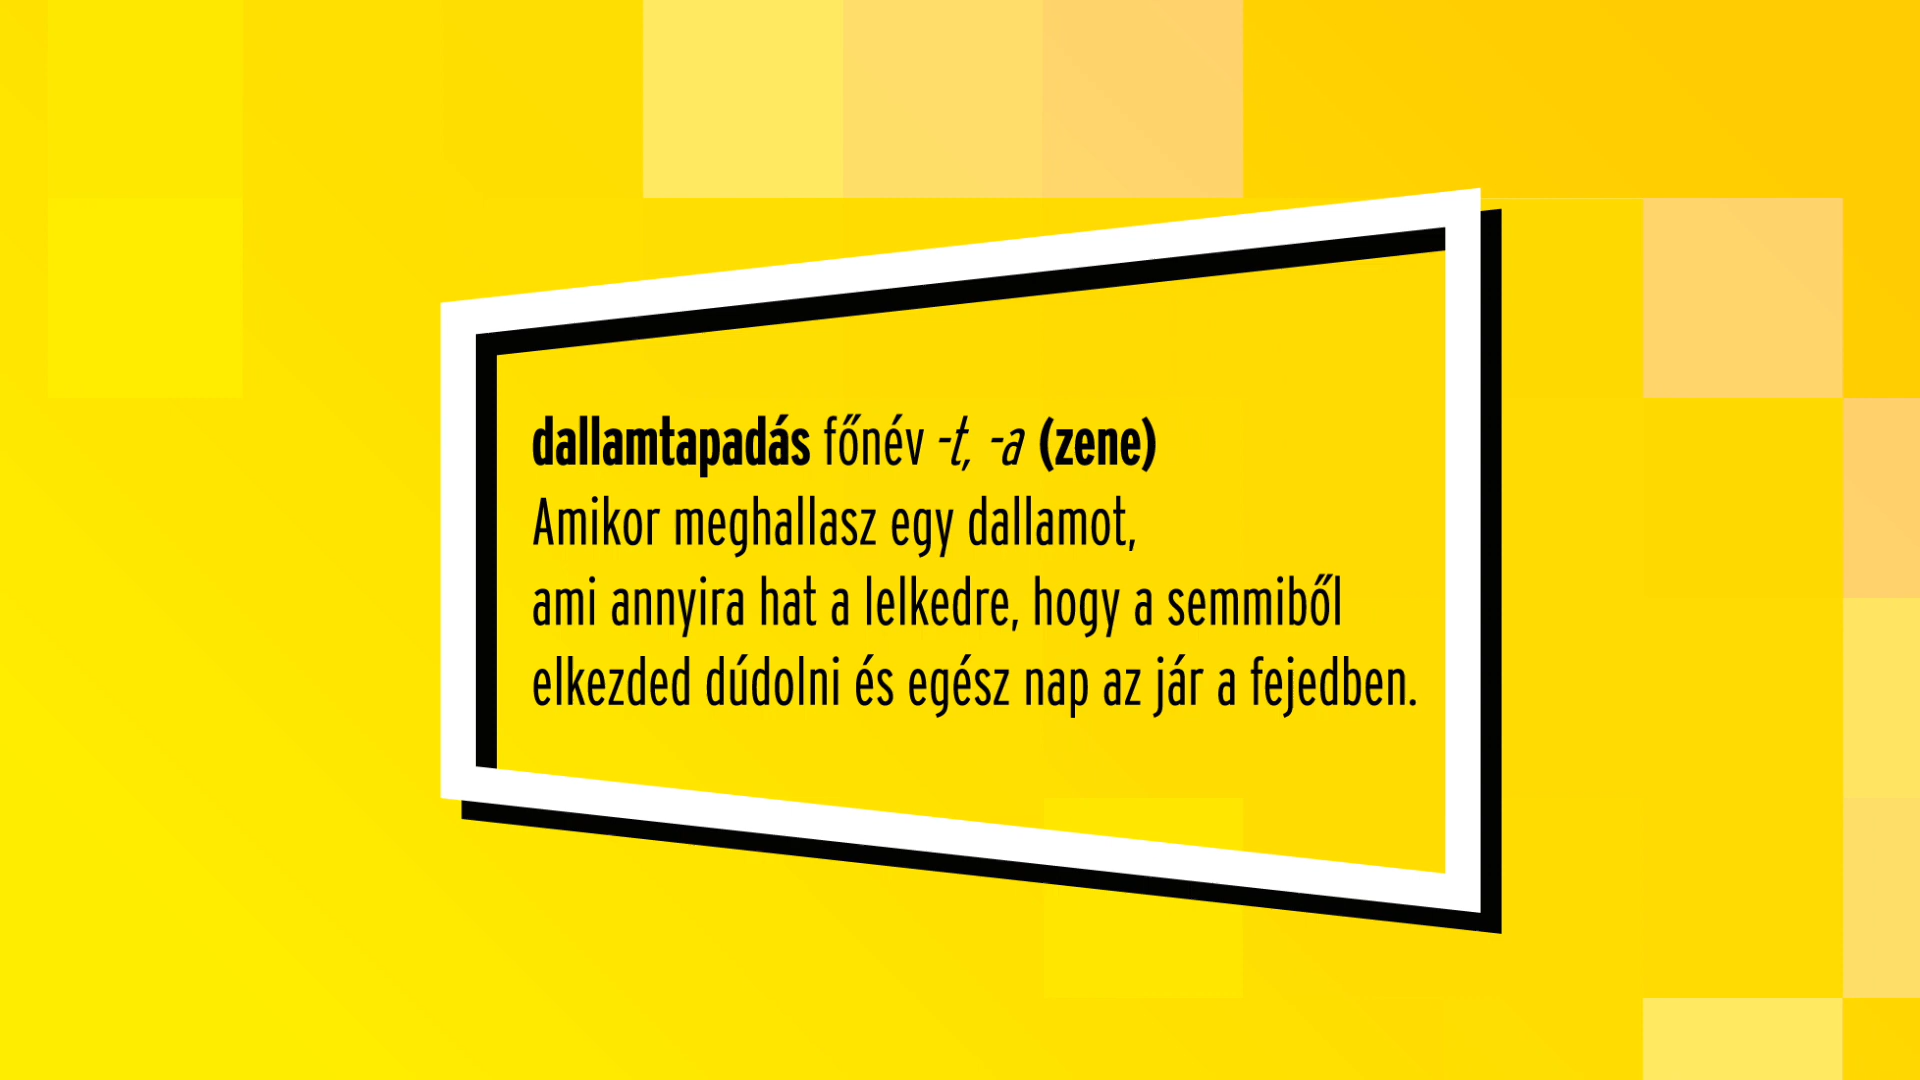 dallamtapadás főnév -t, -a (zene)
Amikor meghallasz egy dallamot,
ami annyira hat a lelkedre, hogy a semmiből
elkezded dúdolni és egész nap az jár a fejedben.